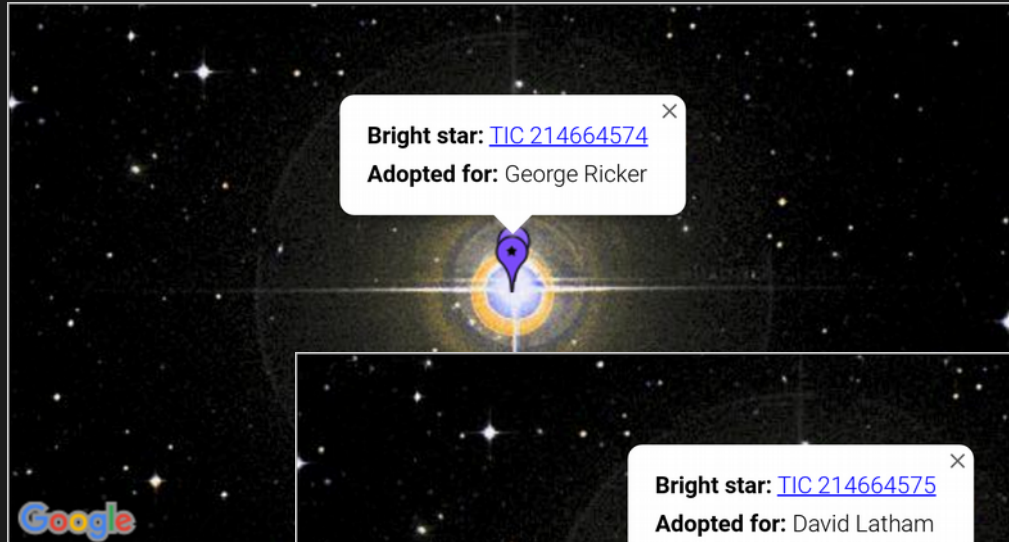 Bright star: TIC 214664574
Adopted for: George Ricker
Google
Bright star: TIC 214664575
Adopted for: David Latham